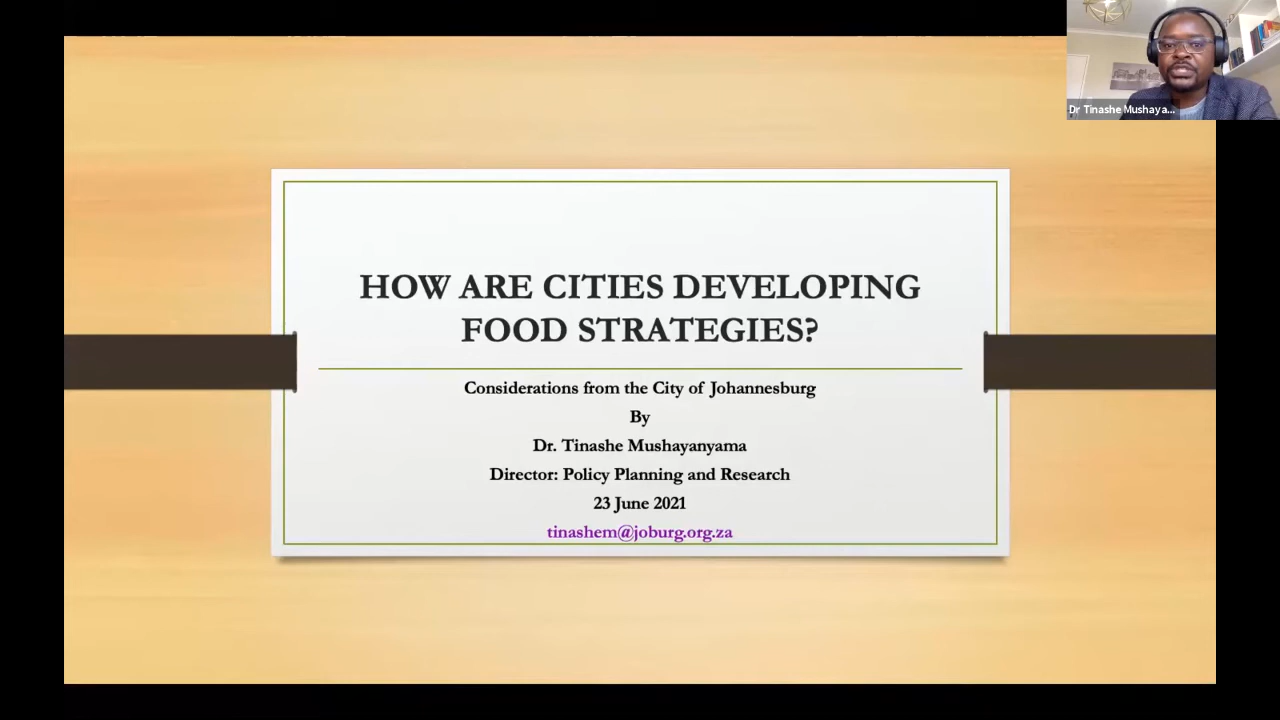 Dr Tinashe Mushaya...
HOW ARE CITIES DEVELOPING
FOOD STRATEGIES?
Considerations from the City of Johannesburg
By
Dr. Tinashe Mushayanyama
Director: Policy Planning and Research
23 June 2021
tinashem@joburg.org.za